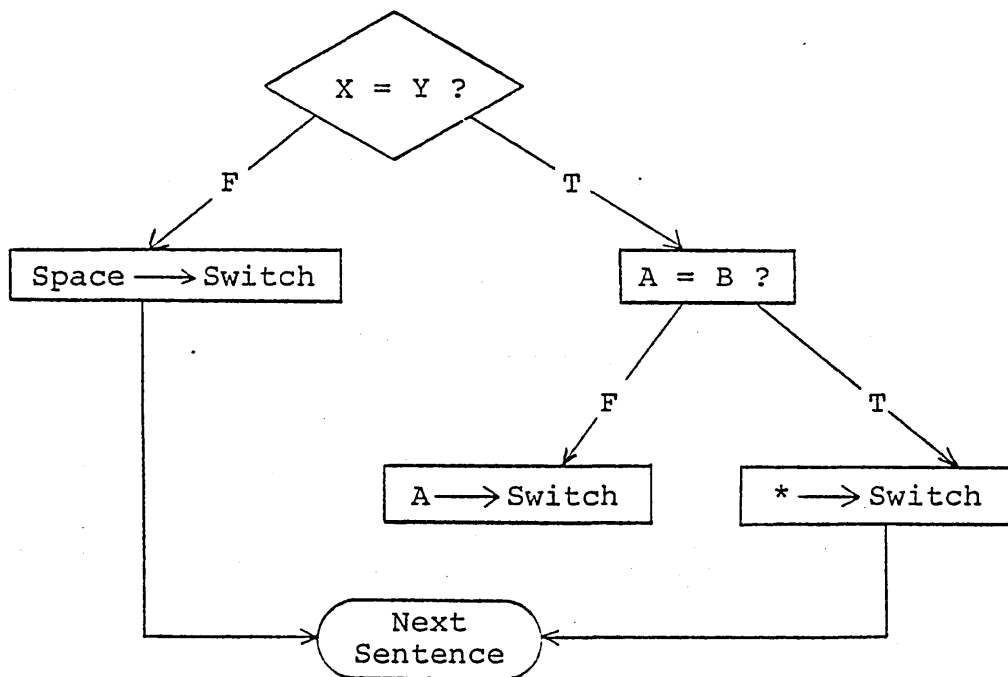 X = Y ?
F
T
Space → Switch
A = B ?
F
T
A → Switch
* → Switch
Next
Sentence